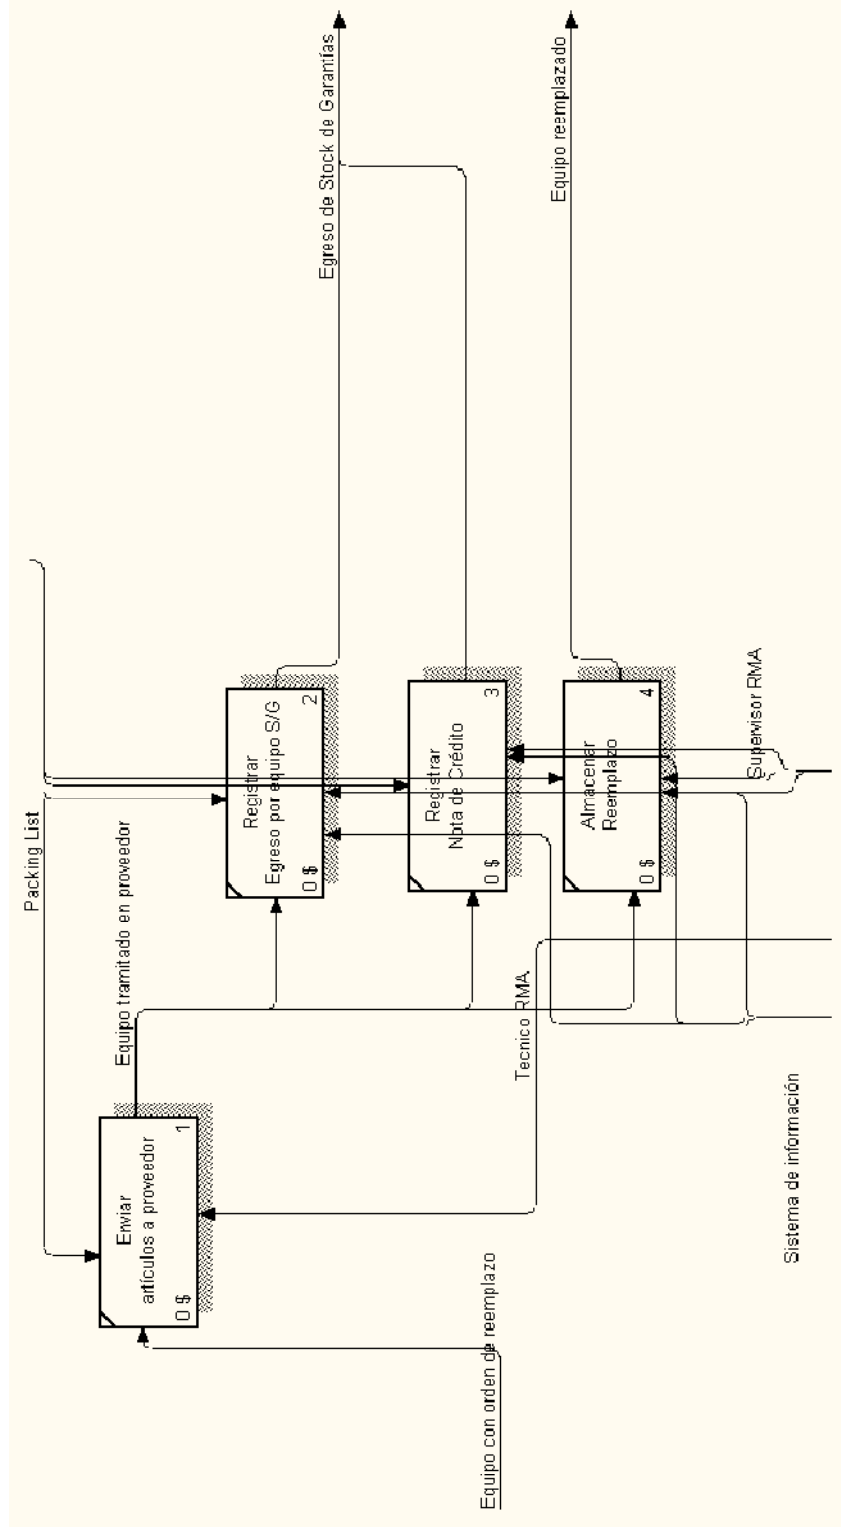 Packing List
Equipo con orden de reemplazo
Enviar
artículos a proveedor
0 $
1
Equipo tramitado en proveedor
Registrar
Egreso por equipo S/G
0 $
2
Egreso de Stock de Garantías
Registrar
Nota de Crédito
0 $
3
Almacenar
Reemplazo
0 $
4
Equipo reemplazado
Tecnico RMA
Sistema de información
Supervisor RMA